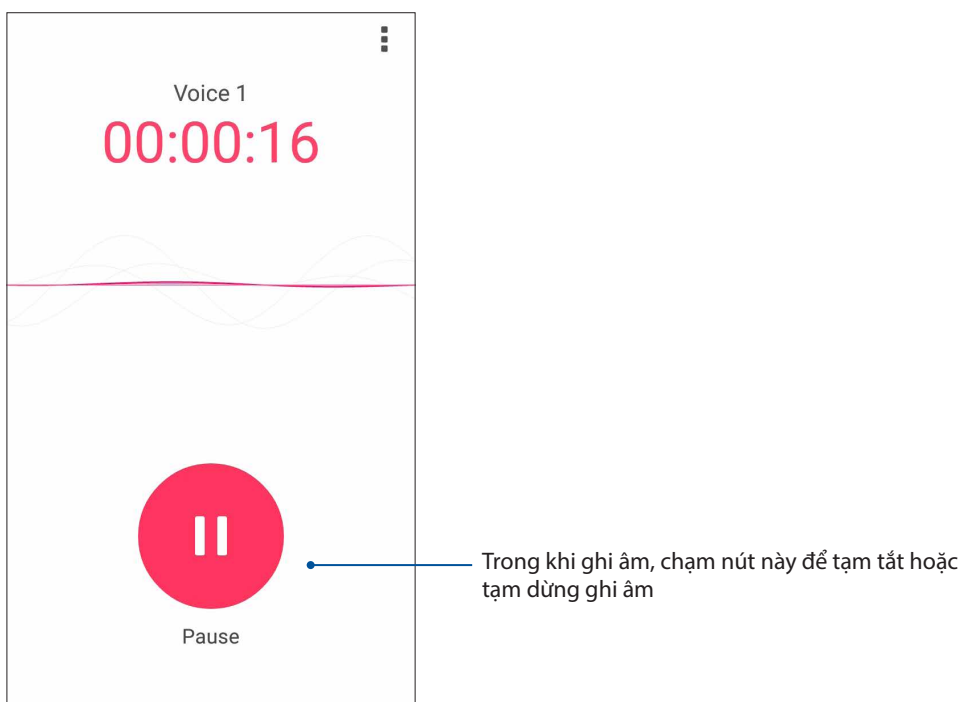 Voice 1
00:00:16
Trong khi ghi âm, chạm nút này để tạm tắt hoặc
tạm dừng ghi âm
Pause